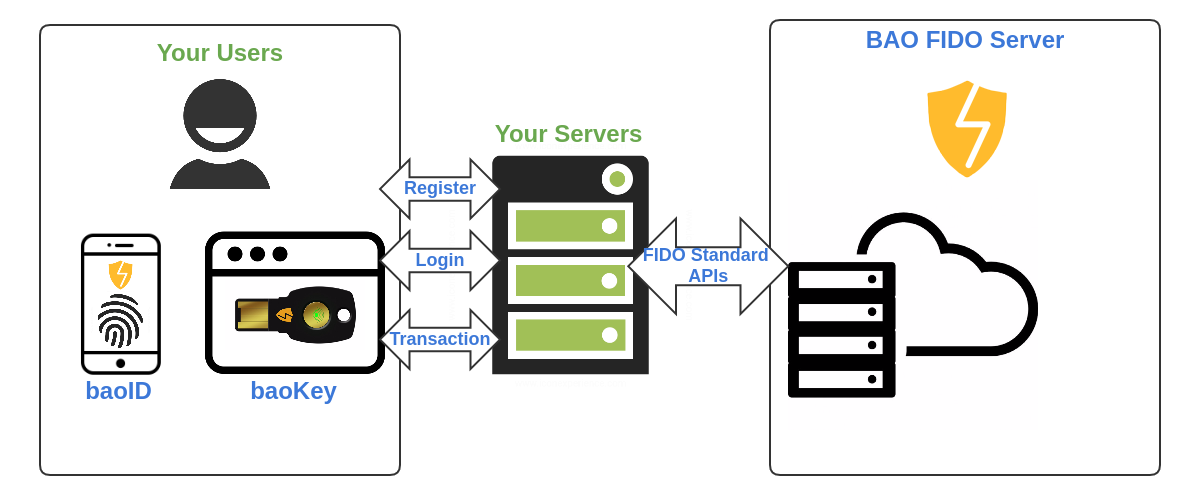 Your Users
BAO FIDO Server
Your Servers
Register
Login
Transaction
FIDO Standard
APIs
baoID
baoKey